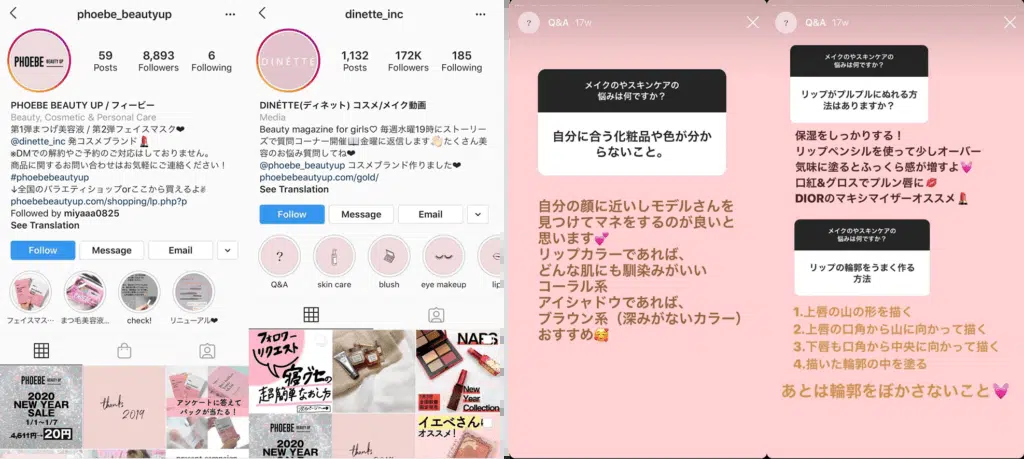 phoebe_beautyup
PHOEBE BEAUTY UP
59
8,893
6
Posts
Followers
Following
PHOEBE BEAUTY UP / フィービー
Beauty, Cosmetic & Personal Care
第1弾まつげ美容液 / 第2弾フェイスマスク❤
@dinette_inc 発コスメブランド💄
※DMでの解約やご予約のご対応はしておりません。
商品に関するお問い合わせはお気軽にご連絡ください！
#phoebebeautyup
↓全国のバラエティショップorここから買えるよ✌
phoebebeautyup.com/shopping/lp.php?p
Followed by miyaaa0825
See Translation
Follow
Message
Email
フェイスマス…
まつ毛美容液…
check!
リニューアル❤
PHOEBE BEAUTY UP
2020
NEW YEAR
SALE
1/1〜1/7
4,611円→20円
thanks
2019
アンケートに答えて
パックが当たる！
dinette_inc
DINÉTTE
1,132
172K
185
Posts
Followers
Following
DINÉTTE(ディネット) コスメ/メイク動画
Media
Beauty magazine for girls♡ 毎週水曜19時にストーリー
ズで質問コーナー開催📖金曜に返信します👏🏻たくさん美
容のお悩み質問してね❤
@phoebe_beautyup コスメブランド作りました❤
phoebebeautyup.com/gold/
See Translation
Follow
Message
Email
?
Q&A
skin care
blush
eye makeup
lip
フォロワー
リクエスト
寝グセの
超簡単なおし方
NARS
New
Year
Collection
PHOEBE BEAUTY UP
2020
NEW YEAR
SALE
thanks
イエベさんに
オススメ！
?
Q&A 17w
メイクのやスキンケアの
悩みは何ですか？
自分に合う化粧品や色が分か
らないこと。
自分の顔に近いしモデルさんを
見つけてマネをするのが良いと
思います💕
リップカラーであれば、
どんな肌にも馴染みがいい
コーラル系
アイシャドウであれば、
ブラウン系（深みがないカラー）
おすすめ🥰
?
Q&A 17w
メイクのやスキンケアの
悩みは何ですか？
リップがプルプルにぬれる方
法はありますか？
保湿をしっかりする！
リップペンシルを使って少しオーバー
気味に塗るとふっくら感が増すよ💓
口紅&グロスでプルン唇に💋
DIORのマキシマイザーオススメ💄
メイクのやスキンケアの
悩みは何ですか？
リップの輪郭をうまく作る
方法
1.上唇の山の形を描く
2.上唇の口角から山に向かって描く
3.下唇も口角から中央に向かって描く
4.描いた輪郭の中を塗る
あとは輪郭をぼかさないこと💓